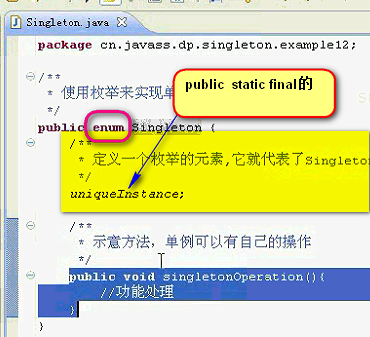 Singleton.java
package cn.javass.dp.singleton.example12;
/**
* 使用枚举来实现单
public static final的
*/
public enum Singleton {
/**
* 定义一个枚举的元素,它就代表了Singleton
*/
uniqueInstance;
/**
* 示意方法，单例可以有自己的操作
*/
public void singletonOperation(){
//功能处理
}
}